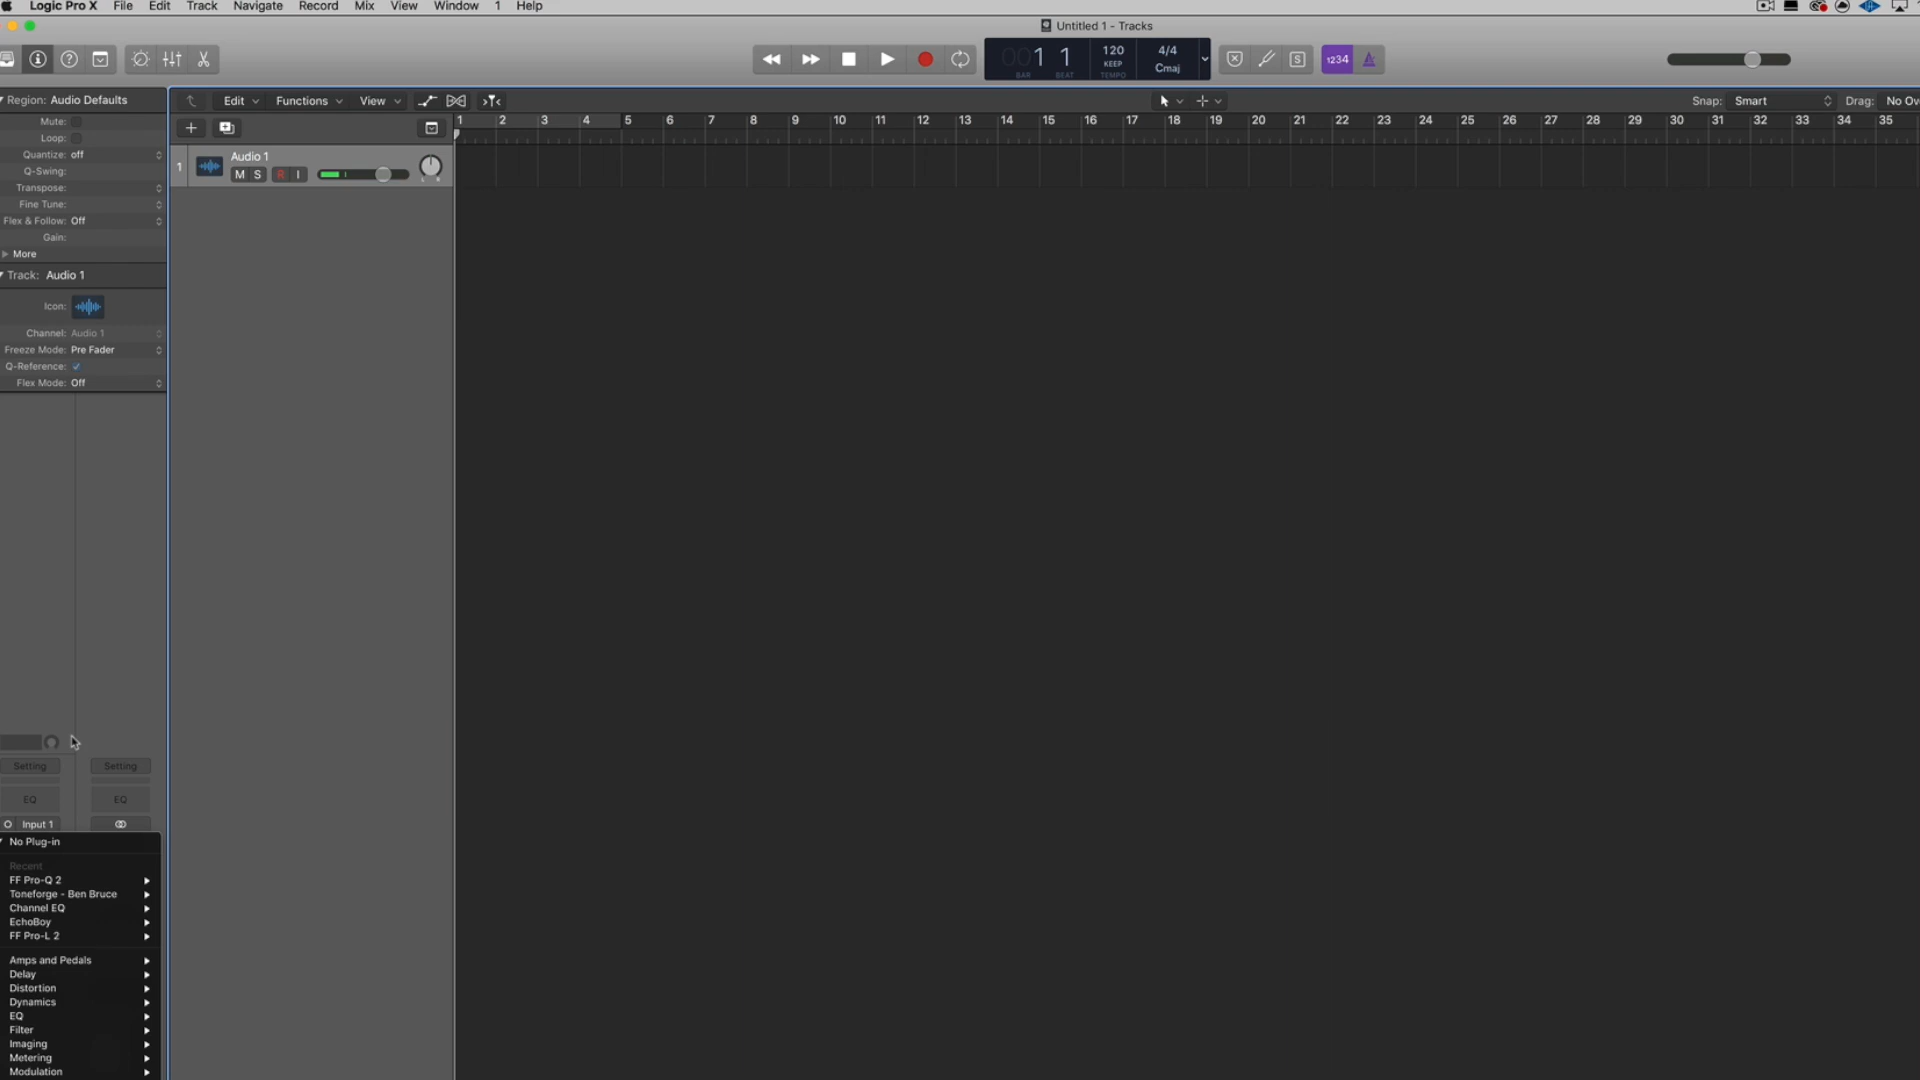 Logic Pro X File Edit Track Navigate Record Mix View Window 1 Help
Untitled 1 - Tracks
1 1 120 4/4
KEEP Cmaj
BAR BEAT TEMPO
S 1234
Region: Audio Defaults
Edit Functions View
Snap: Smart Drag: No Ov
Mute:
Loop:
Quantize: off
Q-Swing:
Transpose:
Fine Tune:
Flex & Follow: Off
Gain:
More
Track: Audio 1
Icon:
Channel: Audio 1
Freeze Mode: Pre Fader
Q-Reference:
Flex Mode: Off
1 2 3 4 5 6 7 8 9 10 11 12 13 14 15 16 17 18 19 20 21 22 23 24 25 26 27 28 29 30 31 32 33 34 35
1 Audio 1
M S R I
L R
Setting Setting
EQ EQ
Input 1
No Plug-in
Recent
FF Pro-Q 2
Toneforge - Ben Bruce
Channel EQ
EchoBoy
FF Pro-L 2
Amps and Pedals
Delay
Distortion
Dynamics
EQ
Filter
Imaging
Metering
Modulation